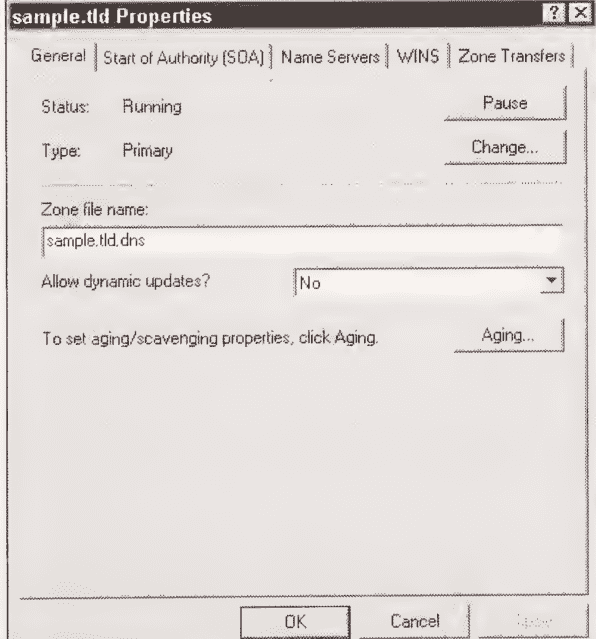 sample.tld Properties ? X
General Start of Authority (SOA) Name Servers WINS Zone Transfers
Status: Running Pause
Type: Primary Change...
Zone file name:
sample.tld.dns
Allow dynamic updates? No
To set aging/scavenging properties, click Aging. Aging...
OK Cancel